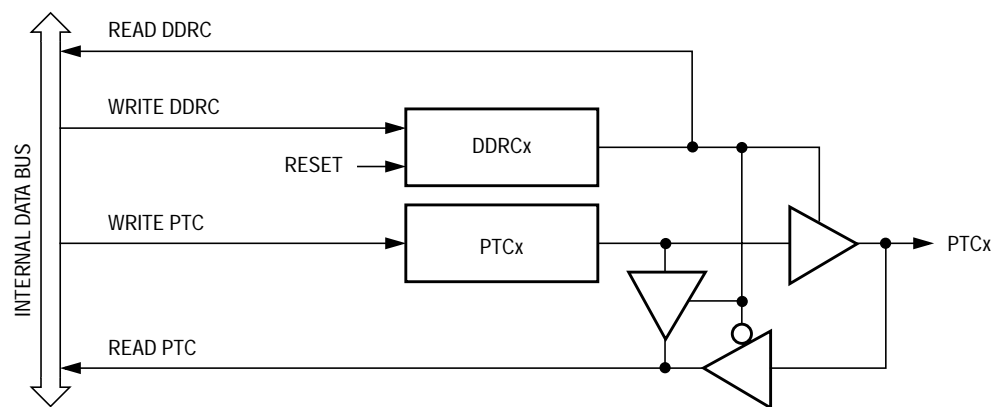 READ DDRC
WRITE DDRC
DDRCx
RESET
WRITE PTC
PTCx
PTCx
INTERNAL DATA BUS
READ PTC